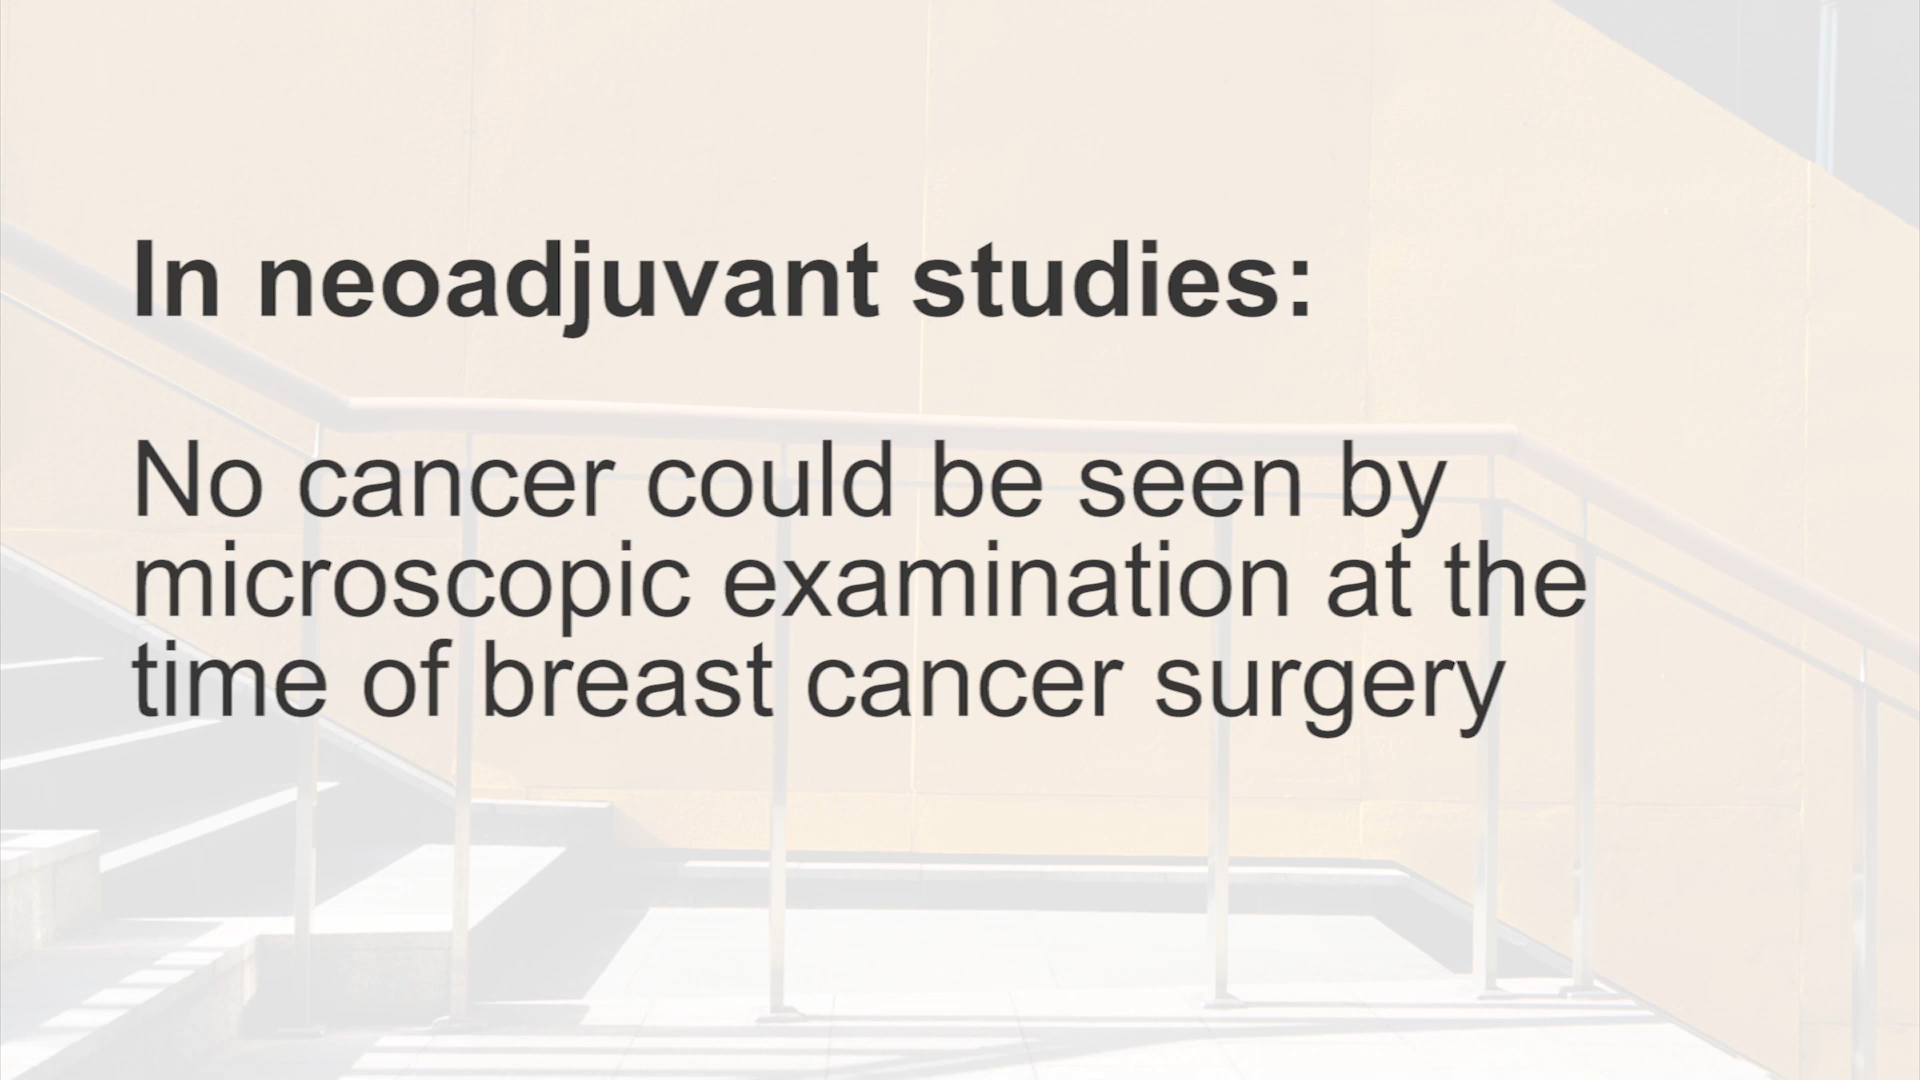 In neoadjuvant studies:
No cancer could be seen by
microscopic examination at the
time of breast cancer surgery